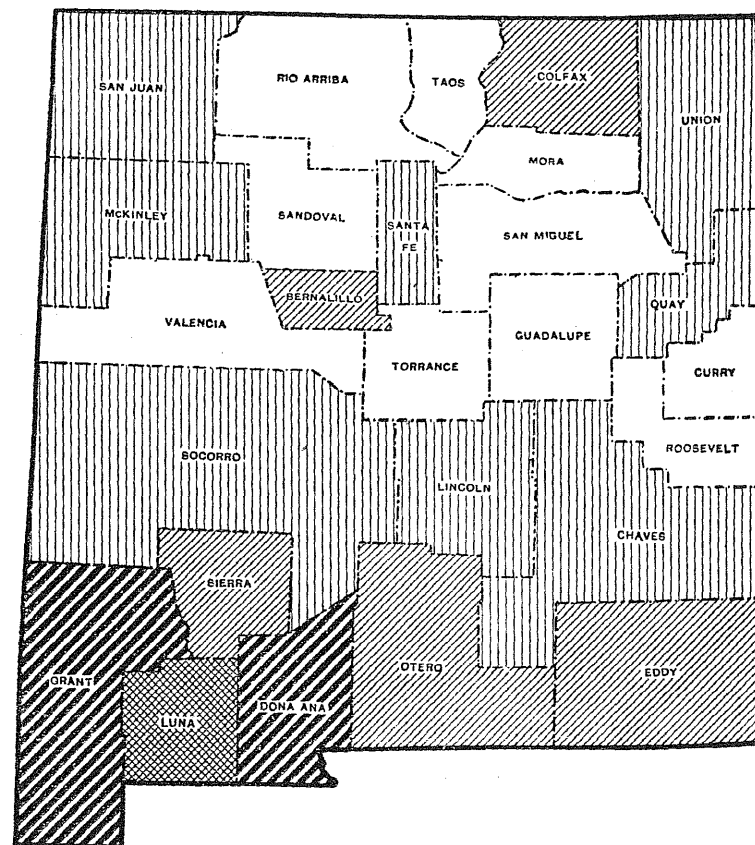 SAN JUAN
RIO ARRIBA
TAOS
COLFAX
UNION
MORA
McKINLEY
SANDOVAL
SANTA
FE
SAN MIGUEL
BERNALILLO
QUAY
VALENCIA
GUADALUPE
TORRANCE
CURRY
ROOSEVELT
SOCORRO
LINCOLN
CHAVES
SIERRA
OTERO
EDDY
GRANT
DONA ANA
LUNA